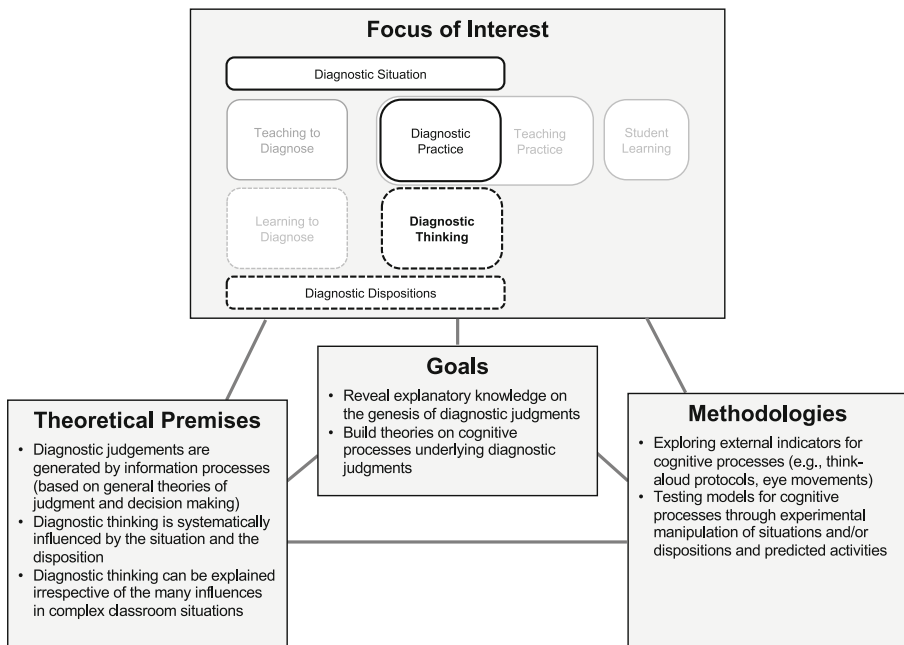 Focus of Interest
Diagnostic Situation
Teaching to
Diagnose
Diagnostic
Practice
Teaching
Practice
Student
Learning
Learning to
Diagnose
Diagnostic
Thinking
Diagnostic Dispositions
Goals
• Reveal explanatory knowledge on
the genesis of diagnostic judgments
• Build theories on cognitive
processes underlying diagnostic
judgments
Theoretical Premises
• Diagnostic judgements are
generated by information processes
(based on general theories of
judgment and decision making)
• Diagnostic thinking is systematically
influenced by the situation and the
disposition
• Diagnostic thinking can be explained
irrespective of the many influences
in complex classroom situations
Methodologies
• Exploring external indicators for
cognitive processes (e.g., think-
aloud protocols, eye movements)
• Testing models for cognitive
processes through experimental
manipulation of situations and/or
dispositions and predicted activities